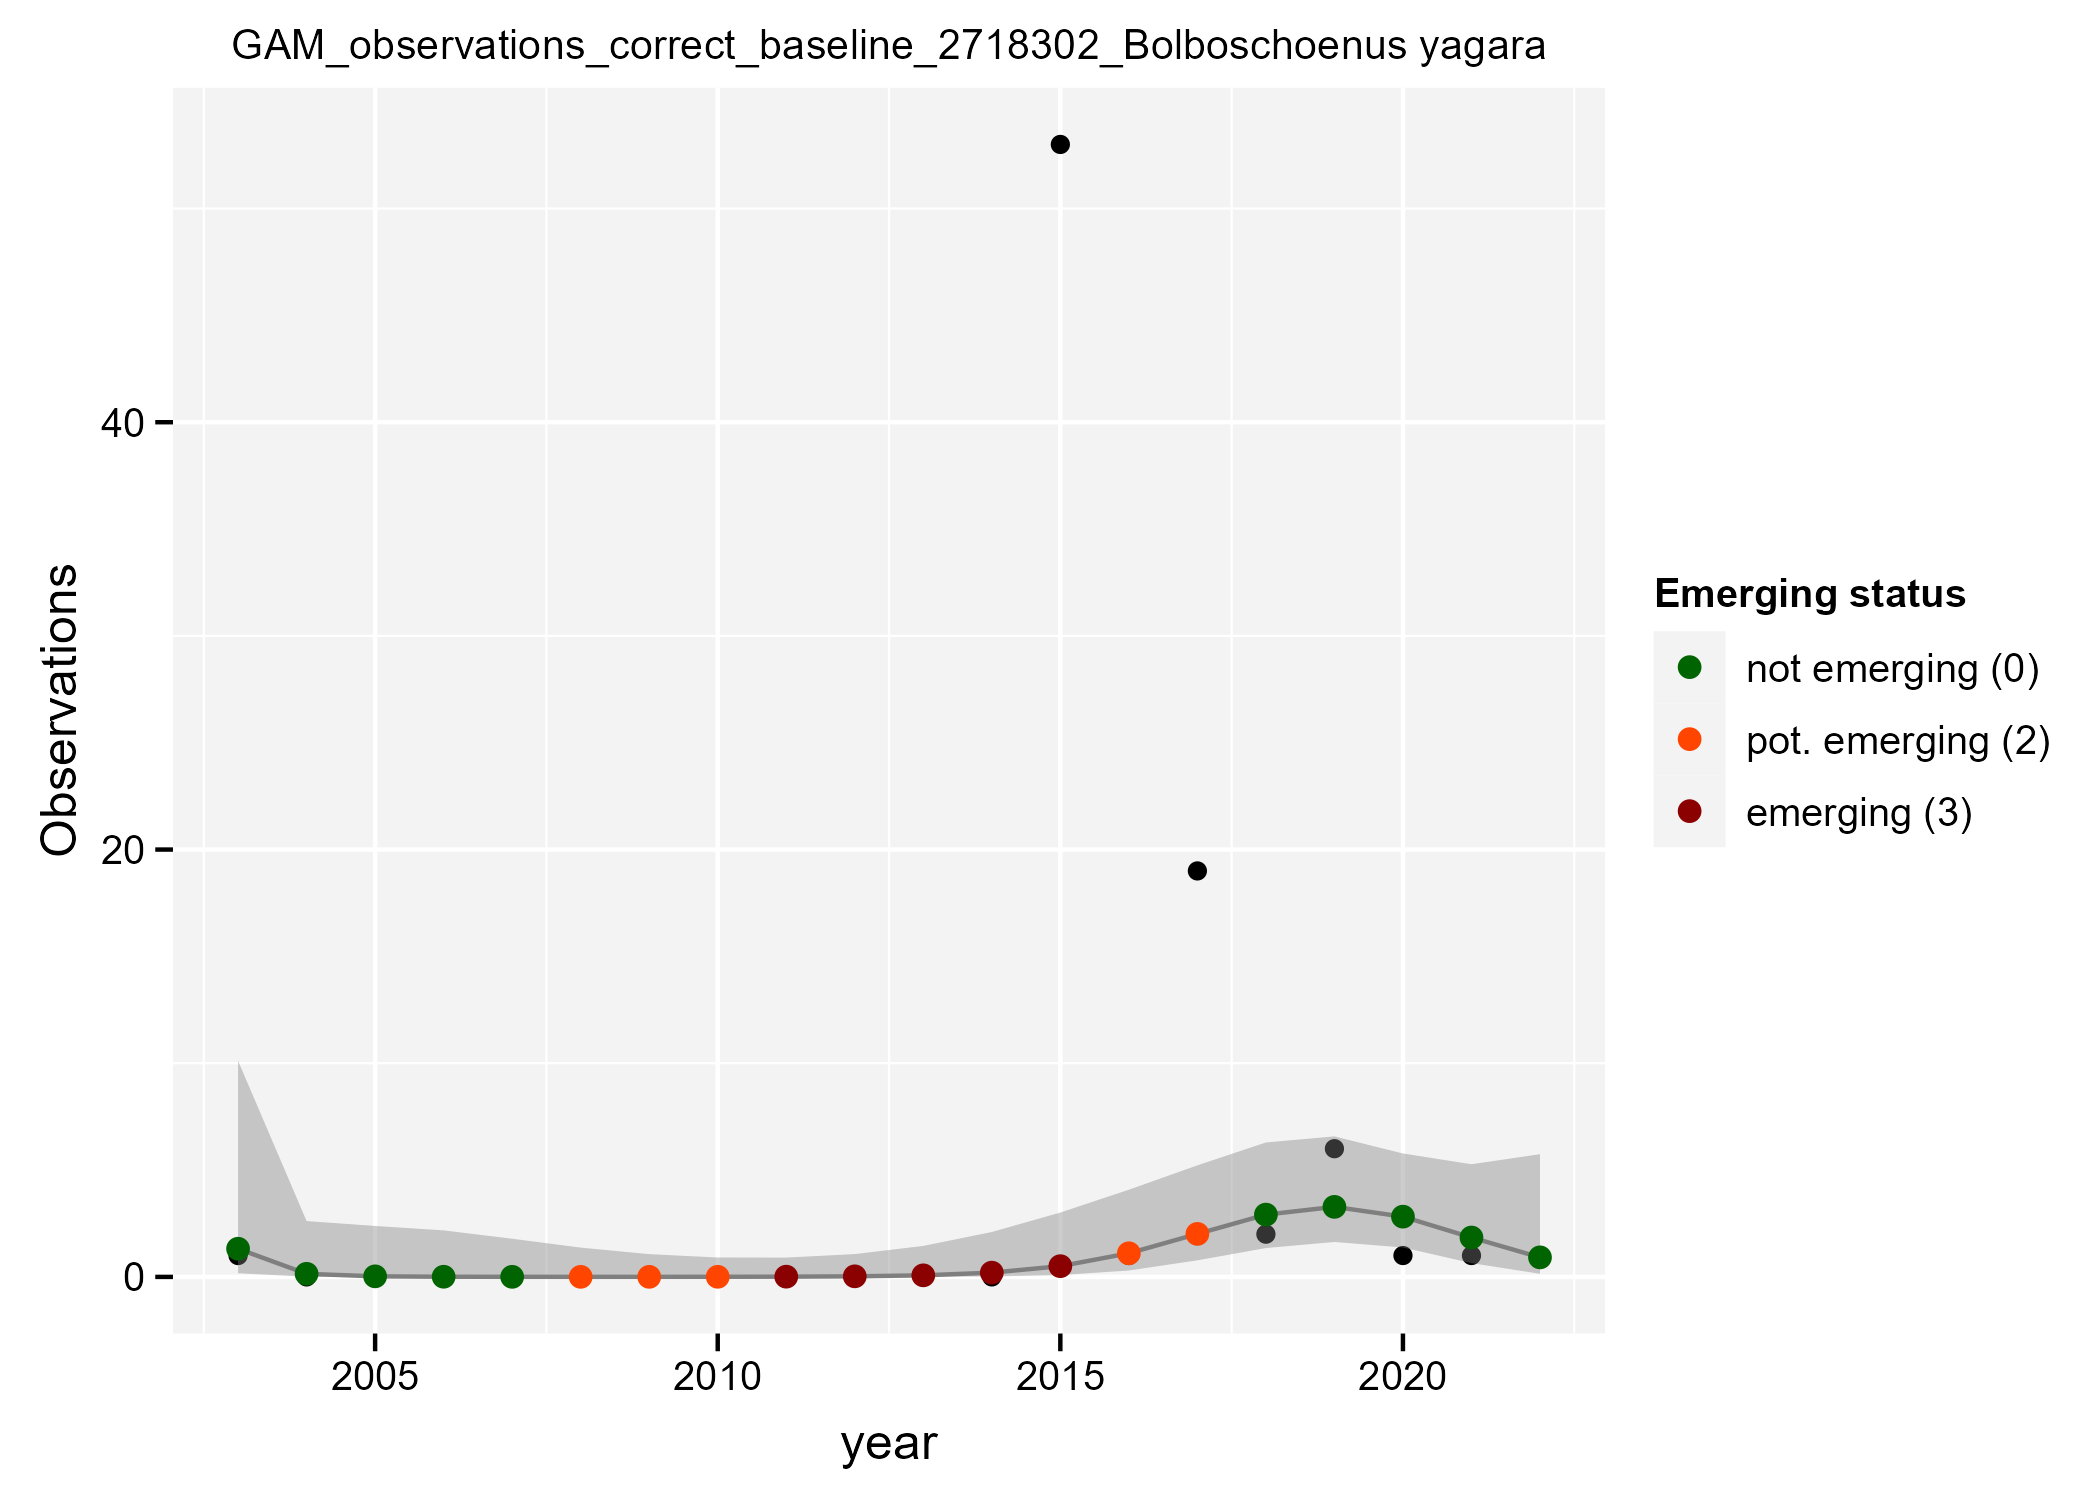 GAM_observations_correct_baseline_2718302_Bolboschoenus yagara
Observations
40
20
0
2005
2010
2015
2020
year
Emerging status
not emerging (0)
pot. emerging (2)
emerging (3)